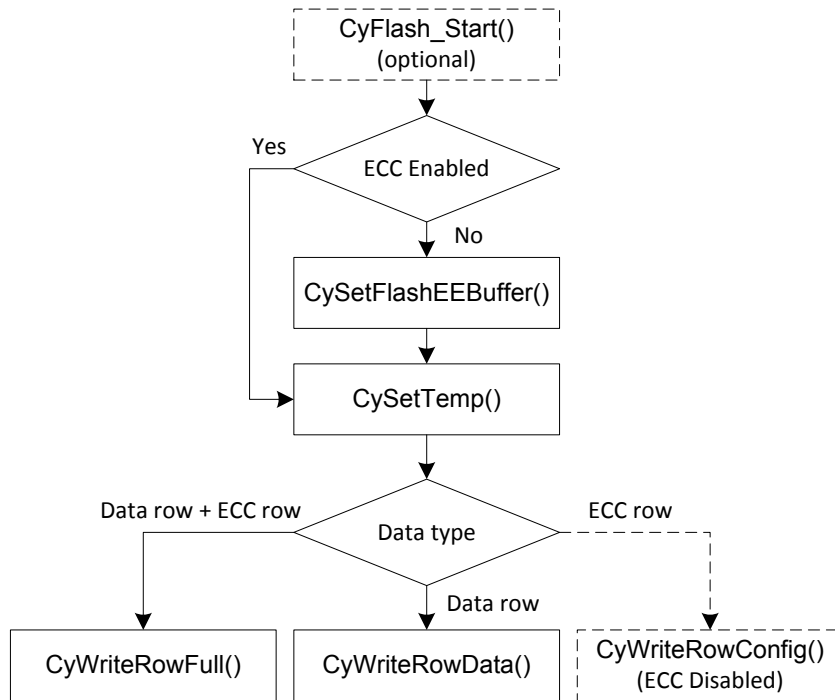 CyFlash_Start()
(optional)
Yes
ECC Enabled
No
CySetFlashEEBuffer()
CySetTemp()
Data row + ECC row
Data type
ECC row
Data row
CyWriteRowFull()
CyWriteRowData()
CyWriteRowConfig()
(ECC Disabled)